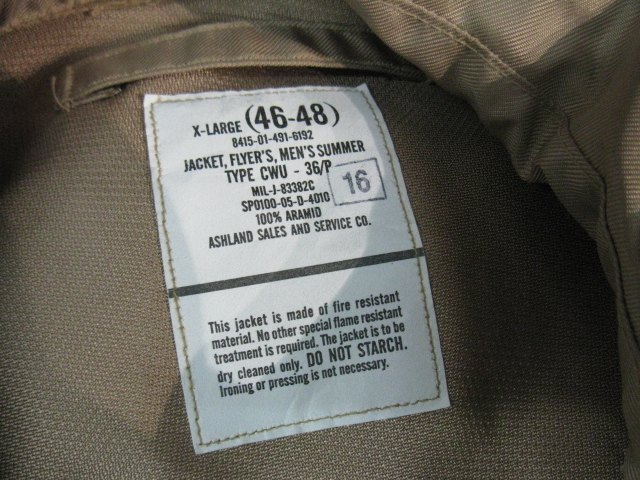 X-LARGE (46-48)
8415-01-491-6192
JACKET, FLYER'S, MEN'S SUMMER
TYPE CWU - 36/P
MIL-J-83382C
16
100% ARAMID
ASHLAND SALES AND SERVICE CO.
This jacket is made of fire resistant
material. No other special flame resistant
treatment is required. The jacket is to be
dry cleaned only. DO NOT STARCH.
Ironing or pressing is not necessary.